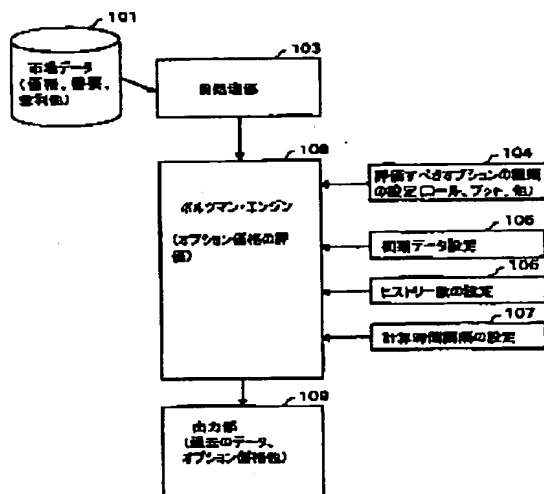 101
市場データ
(価格、
103
前処理部
108
ボルツマン・エンジン
(オプション価格の評
価)
104
評価すべきオプションの種類
の設定(コール、プット、他)
105
初期データ設定
106
ヒストリー数の設定
107
計算時間間隔の設定
109
出力部
(過去のデータ、
オプション価格他)